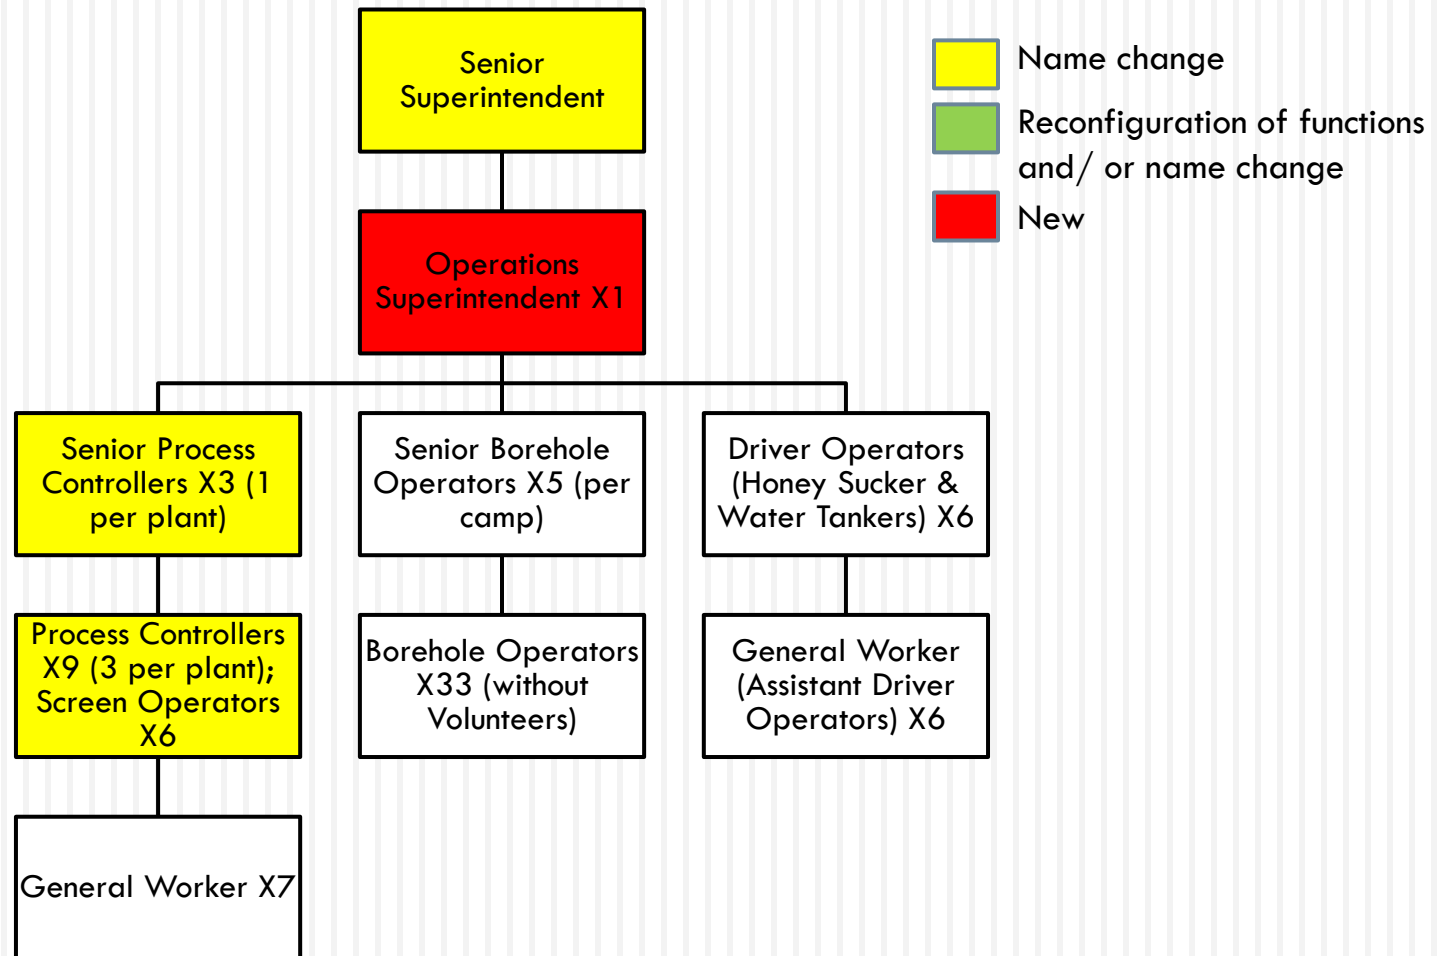 Senior
Superintendent
Name change
Reconfiguration of functions
and/ or name change
New
Operations
Superintendent X1
Senior Process
Controllers X3 (1
per plant)
Senior Borehole
Operators X5 (per
camp)
Driver Operators
(Honey Sucker &
Water Tankers) X6
Process Controllers
X9 (3 per plant);
Screen Operators
X6
Borehole Operators
X33 (without
Volunteers)
General Worker
(Assistant Driver
Operators) X6
General Worker X7